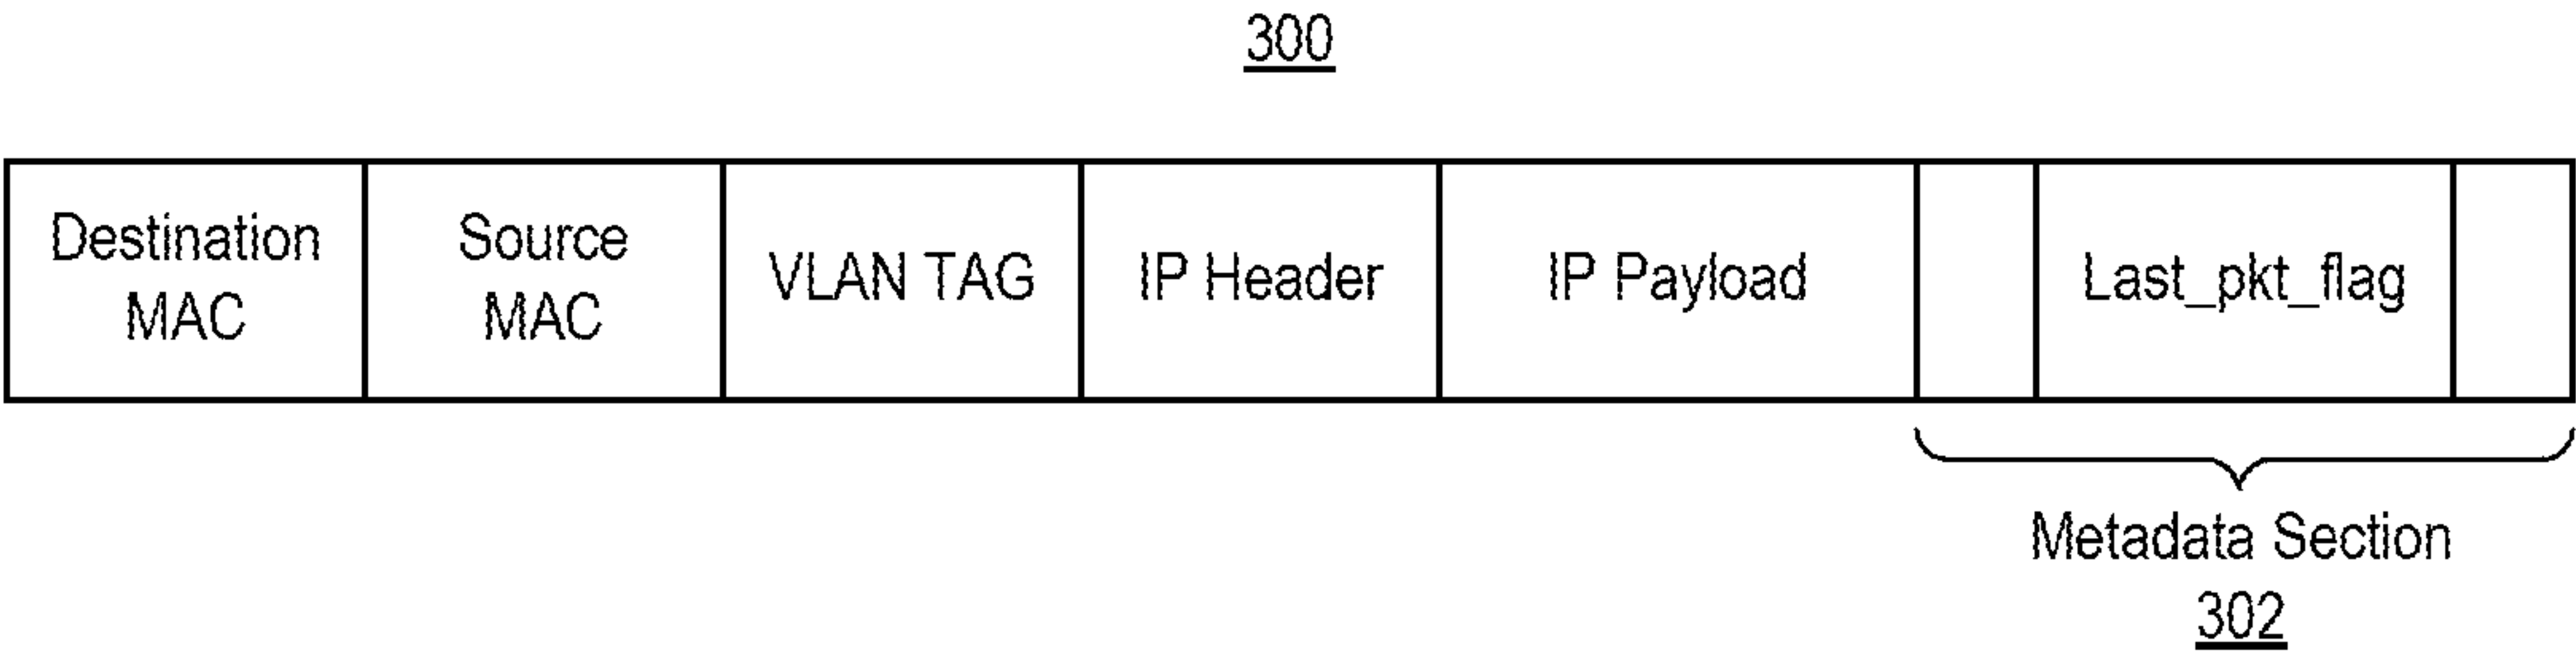 300
Destination
MAC
Source
MAC
VLAN TAG
IP Header
IP Payload
Last_pkt_flag
Metadata Section
302